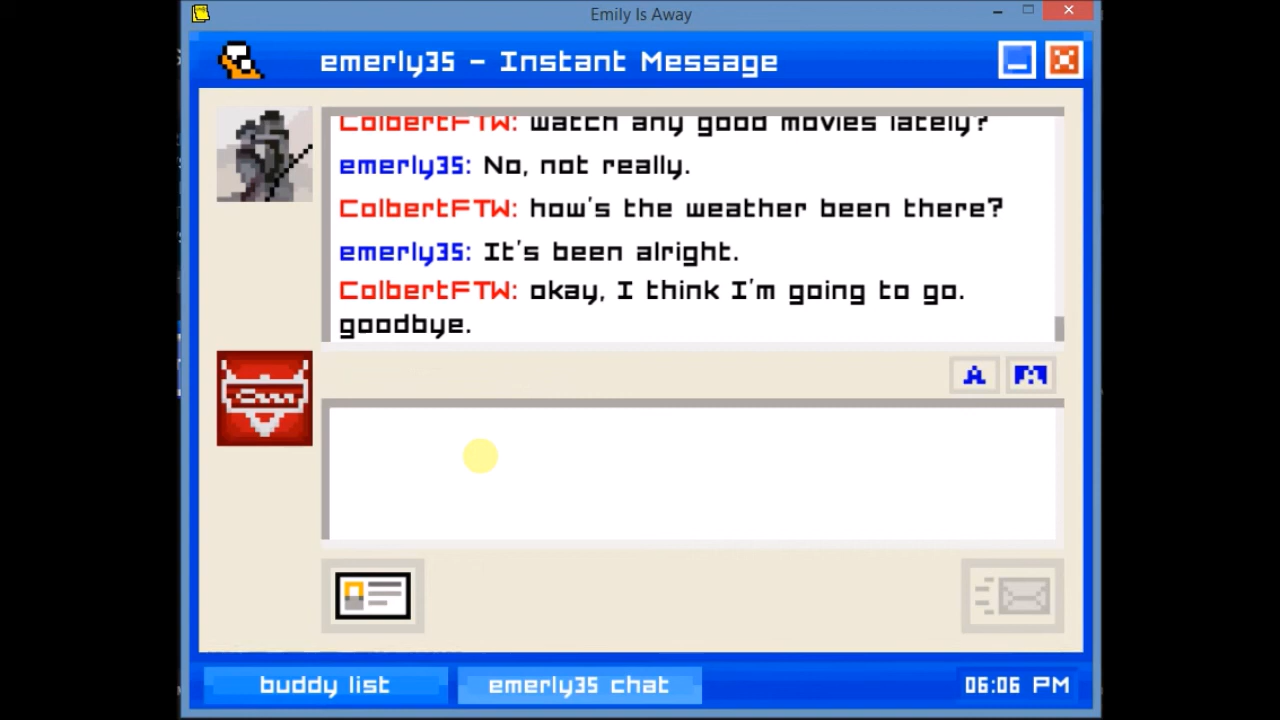 Emily Is Away
emerly35 - Instant Message
ColbertFTW: watch any good movies lately?
emerly35: No, not really.
ColbertFTW: how's the weather been there?
emerly35: It's been alright.
ColbertFTW: okay, I think I'm going to go.
goodbye.
A
buddy list
emerly35 chat
06:06 PM